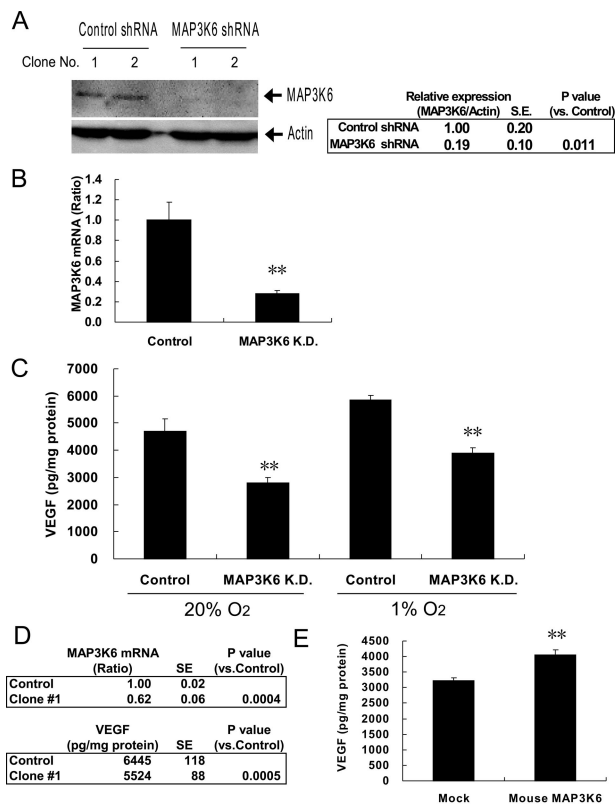 A
Control shRNA MAP3K6 shRNA
Clone No. 1 2 1 2
MAP3K6
Actin
Relative expression P value
(MAP3K6/Actin) S.E. (vs. Control)
Control shRNA 1.00 0.20
MAP3K6 shRNA 0.19 0.10 0.011
B
MAP3K6 mRNA (Ratio)
1.4
1.2
1.0
0.8
0.6
0.4
0.2
0.0
**
Control MAP3K6 K.D.
C
VEGF (pg/mg protein)
7000
6000
5000
4000
3000
2000
1000
0
** **
Control MAP3K6 K.D. Control MAP3K6 K.D.
20% O2 1% O2
D
MAP3K6 mRNA P value
(Ratio) SE (vs.Control)
Control 1.00 0.02
Clone #1 0.62 0.06 0.0004
VEGF P value
(pg/mg protein) SE (vs.Control)
Control 6445 118
Clone #1 5524 88 0.0005
E
VEGF (pg/mg protein)
4500
4000
3500
3000
2500
2000
1500
1000
500
0
**
Mock Mouse MAP3K6